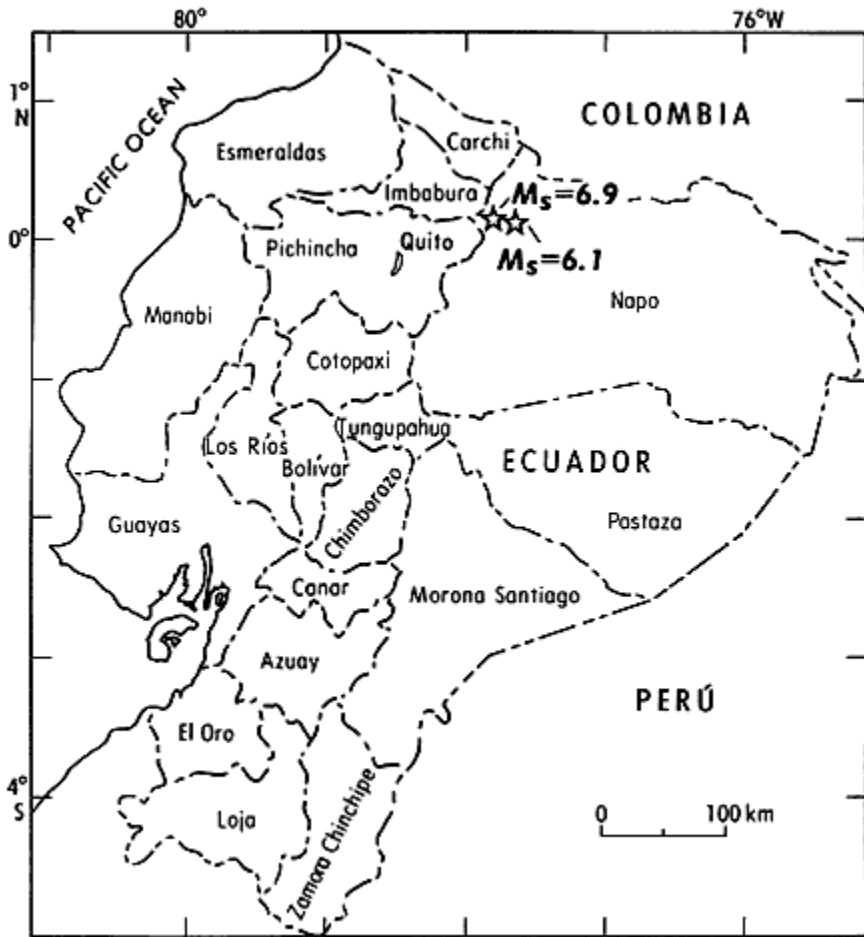 80° 76°W
1°
N
PACIFIC OCEAN
COLOMBIA
Carchi
Esmeraldas
Imbabura
Ms=6.9
0°
Pichincha
Quito
Ms=6.1
Manabi
Napo
Cotopaxi
Tungupahua
Los Ríos
Bolívar
ECUADOR
Chimborazo
Guayas
Pastaza
Canar
Morona Santiago
Azuay
PERÚ
El Oro
4°
S
Loja
Zamora Chinchipe
0 100 km